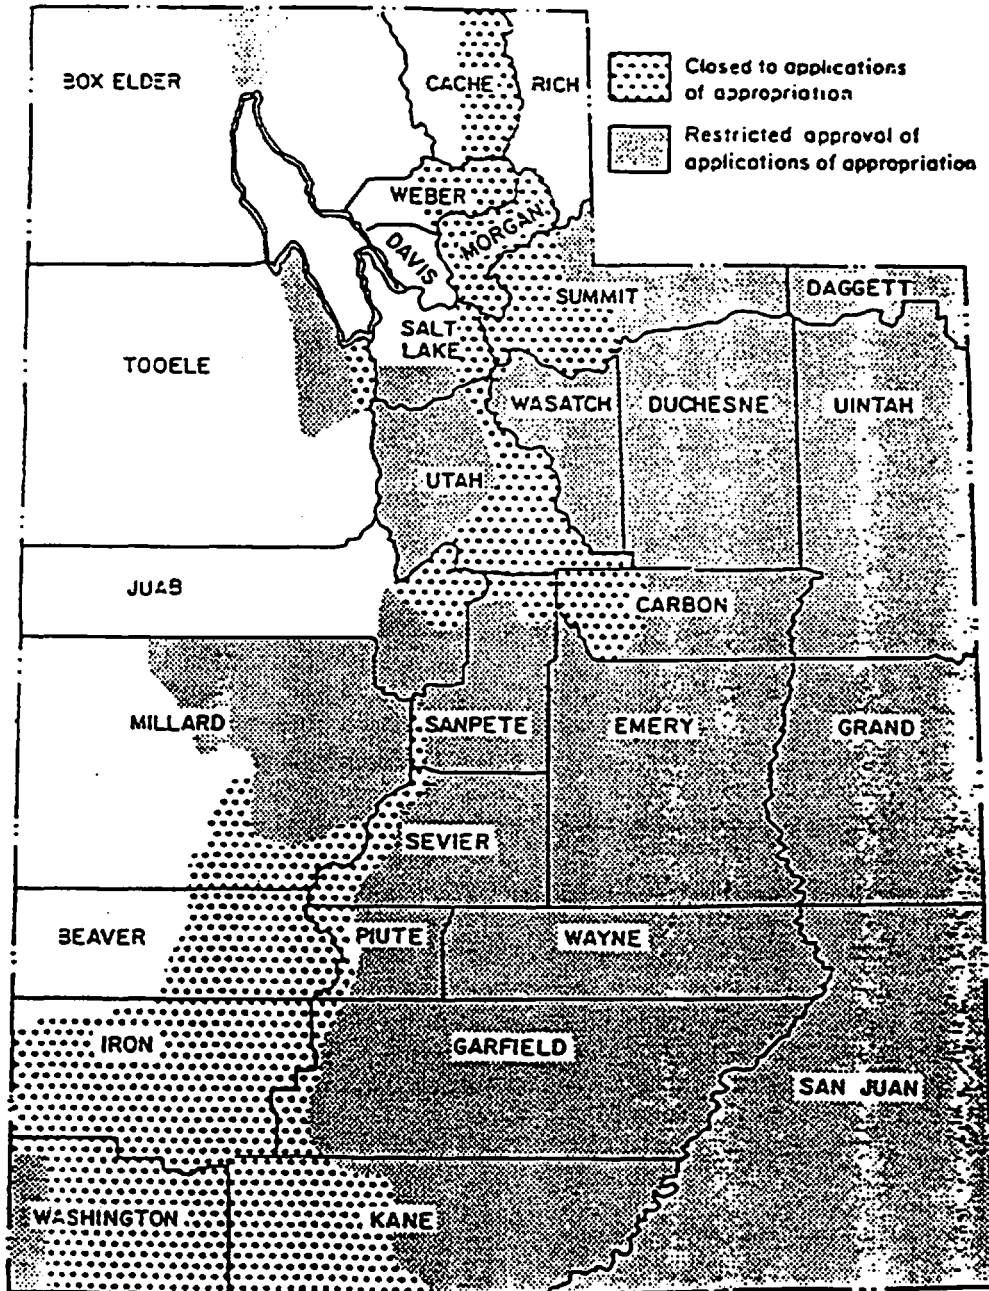 BOX ELDER
CACHE
RICH
Closed to applications
of appropriation
Restricted approval of
applications of appropriation
WEBER
MORGAN
DAVIS
SUMMIT
DAGGETT
SALT
LAKE
TOOELE
WASATCH
DUCHESNE
UINTAH
UTAH
JUAB
CARBON
MILLARD
SANPETE
EMERY
GRAND
SEVIER
BEAVER
PIUTE
WAYNE
IRON
GARFIELD
SAN JUAN
WASHINGTON
KANE